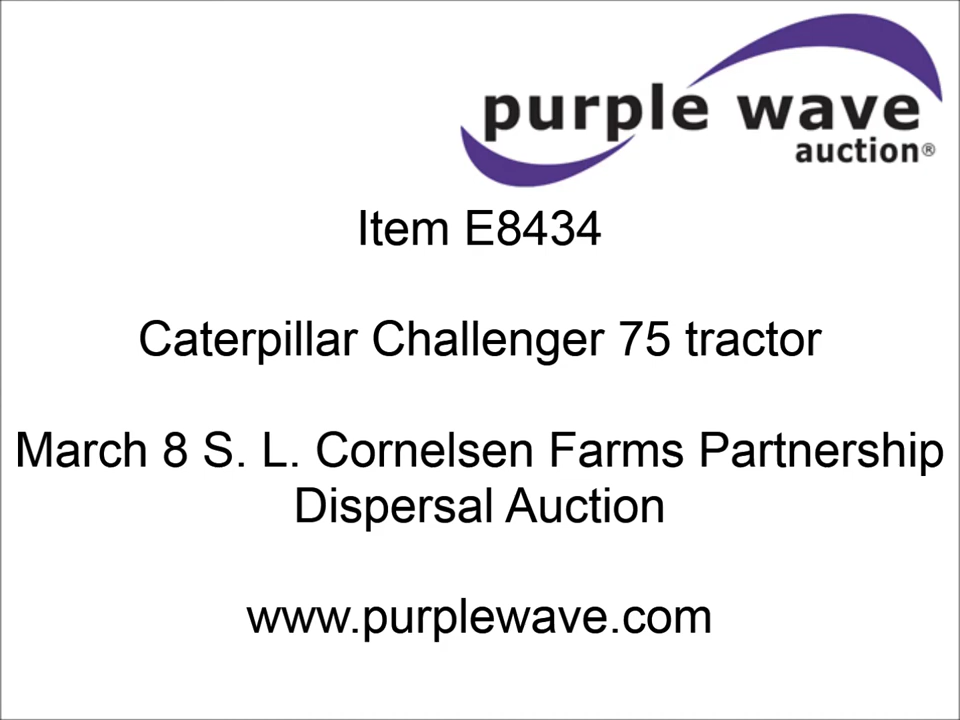 purple wave
auction®
Item E8434
Caterpillar Challenger 75 tractor
March 8 S. L. Cornelsen Farms Partnership
Dispersal Auction
www.purplewave.com